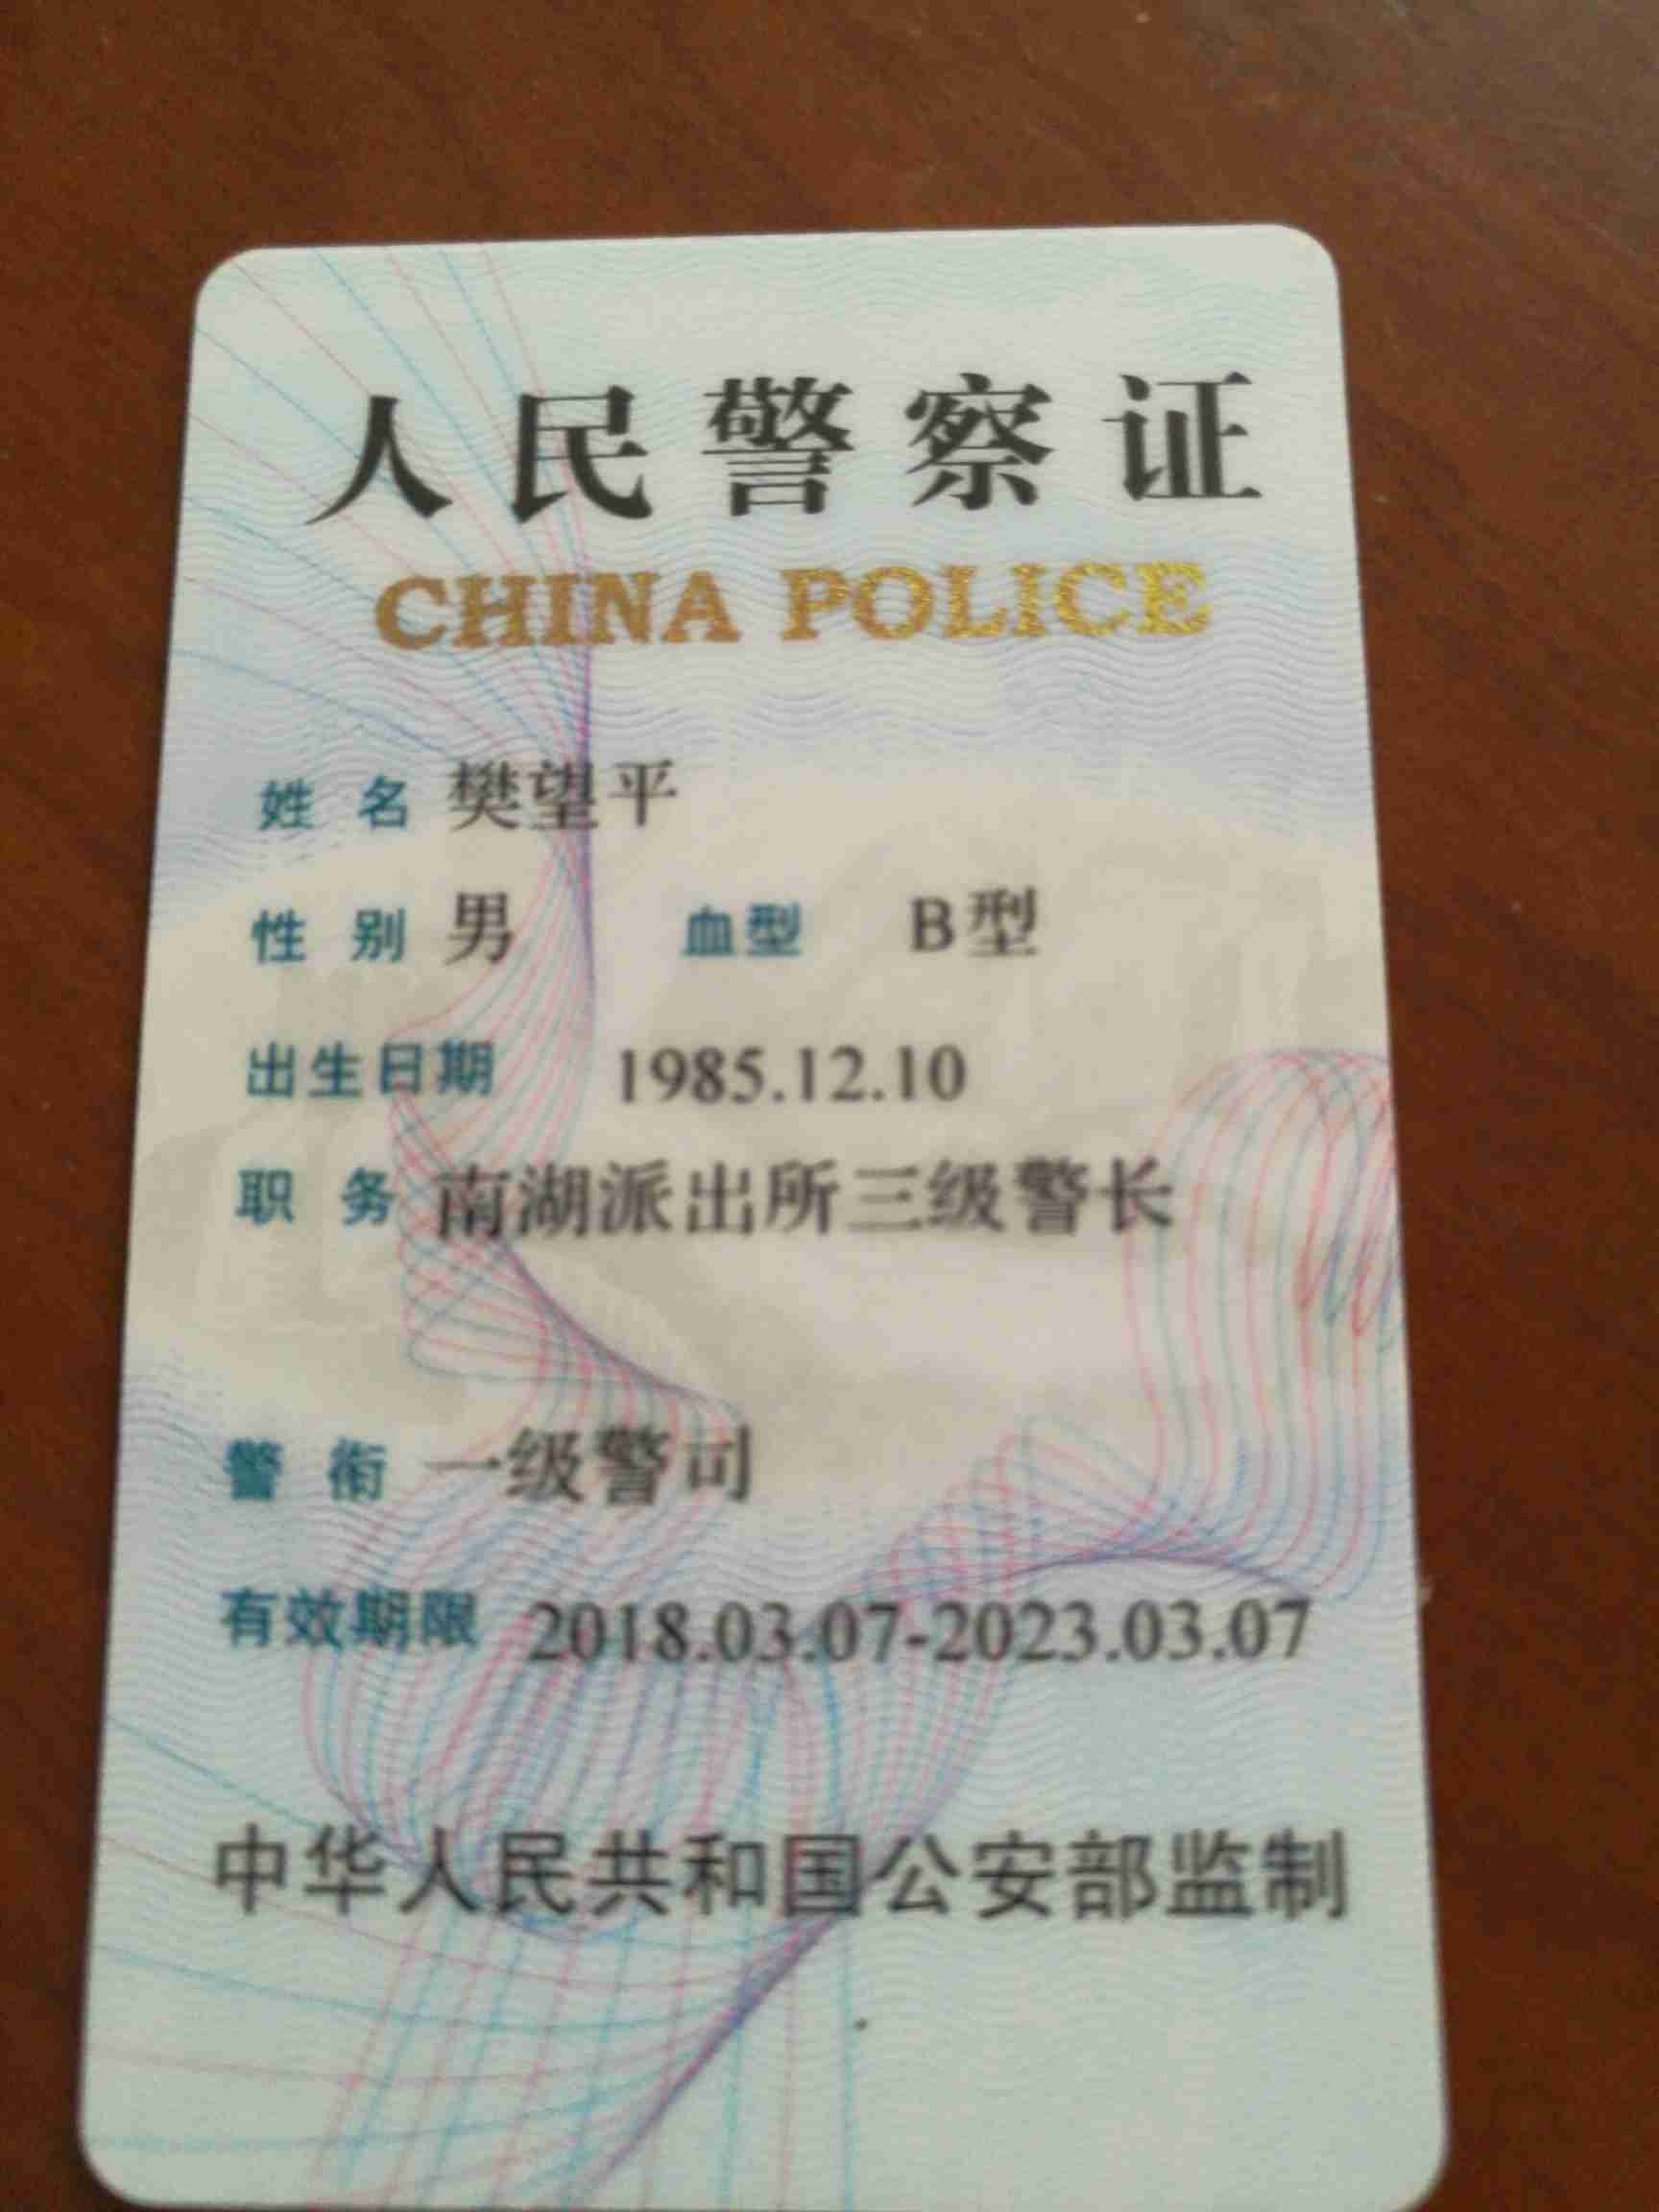 人民警察证
CHINA POLICE
姓名 樊望平
性别 男 血型 B型
出生日期 1985.12.10
职务 南湖派出所三级警长
警衔 一级警司
有效期限 2018.03.07-2023.03.07
中华人民共和国公安部监制